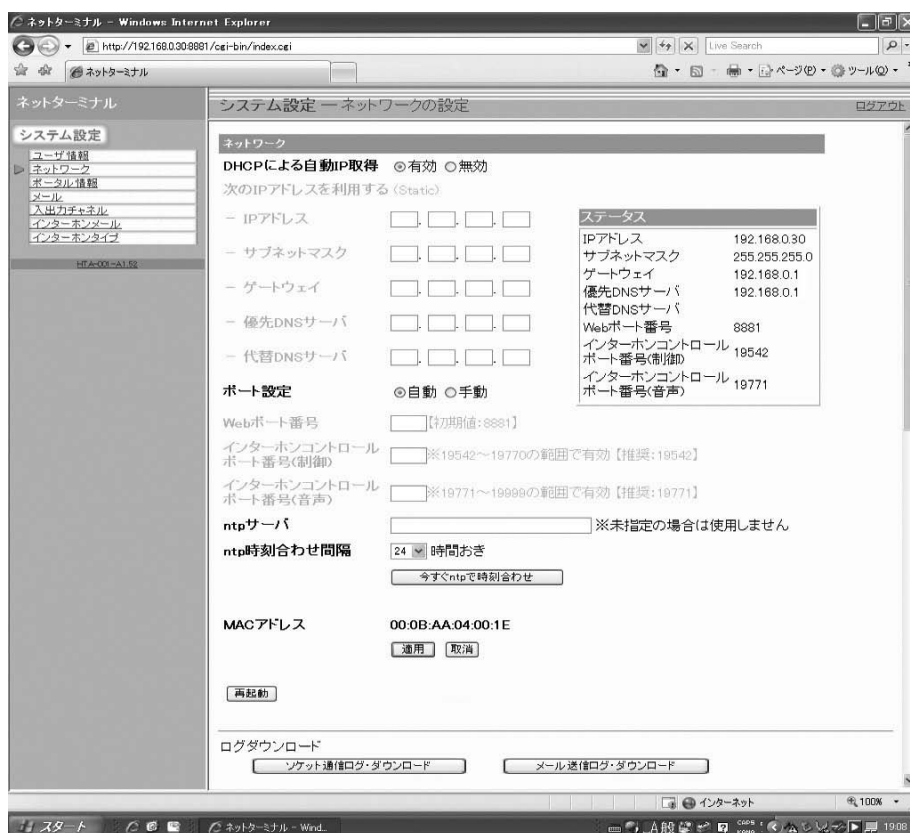 ネットターミナル - Windows Internet Explorer
http://192.168.0.30:8881/cgi-bin/index.cgi
Live Search
ネットターミナル
ページ(P)
ツール(O)
ネットターミナル
システム設定 ー ネットワークの設定
ログアウト
システム設定
ユーザ情報
ネットワーク
ポータル情報
メール
入出力チャネル
インターホンメール
インターホンタイプ
HTA-001-A1.52
ネットワーク
DHCPによる自動IP取得 有効 無効
次のIPアドレスを利用する (Static)
- IPアドレス
- サブネットマスク
- ゲートウェイ
- 優先DNSサーバ
- 代替DNSサーバ
ステータス
IPアドレス 192.168.0.30
サブネットマスク 255.255.255.0
ゲートウェイ 192.168.0.1
優先DNSサーバ 192.168.0.1
代替DNSサーバ
Webポート番号 8881
インターホンコントロール
ポート番号(制御) 19542
インターホンコントロール
ポート番号(音声) 19771
ポート設定 自動 手動
Webポート番号 【初期値:8881】
インターホンコントロール
ポート番号(制御) ※19542~19770の範囲で有効【推奨:19542】
インターホンコントロール
ポート番号(音声) ※19771~19999の範囲で有効【推奨:19771】
ntpサーバ ※未指定の場合は使用しません
ntp時刻合わせ間隔 24 時間おき
今すぐntpで時刻合わせ
MACアドレス 00:0B:AA:04:00:1E
適用 取消
再起動
ログダウンロード
ソケット通信ログ・ダウンロード メール送信ログ・ダウンロード
インターネット 100%
スタート
ネットターミナル - Wind...
A 般
CAPS
KANA
19:08